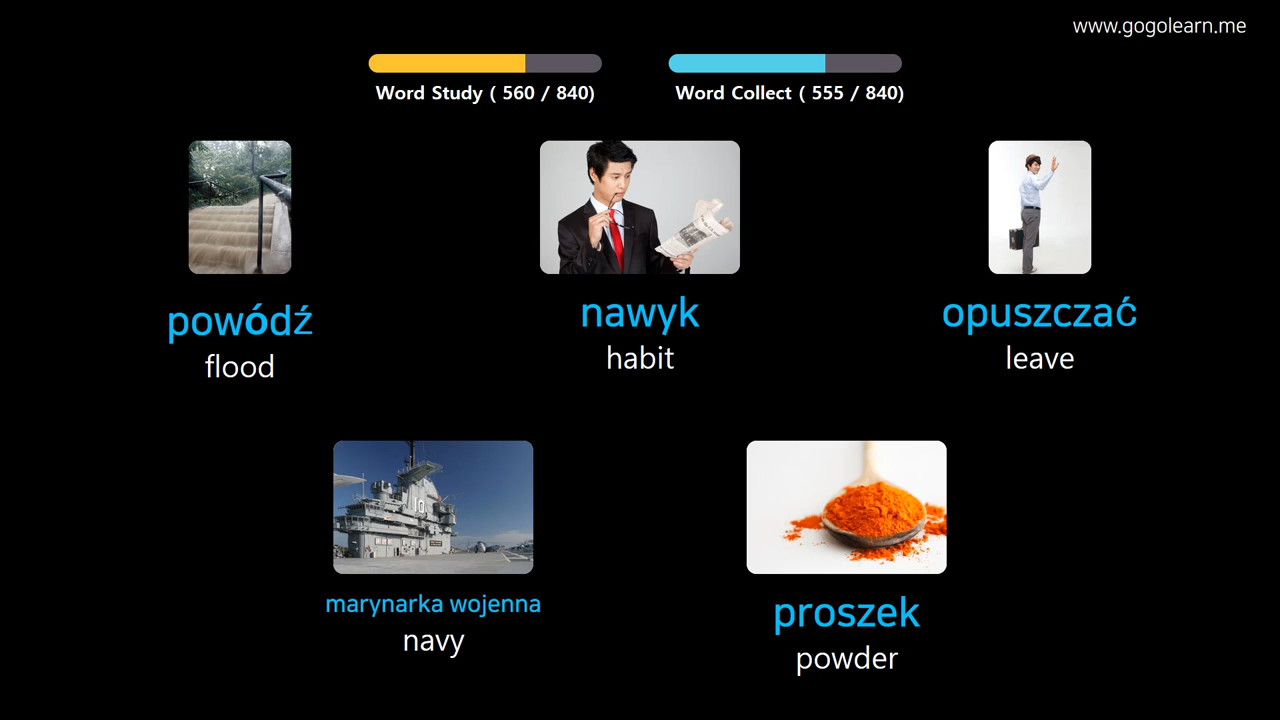 www.gogolearn.me
Word Study ( 560 / 840)
Word Collect ( 555 / 840)
powódź
flood
nawyk
habit
opuszczać
leave
10
marynarka wojenna
navy
proszek
powder